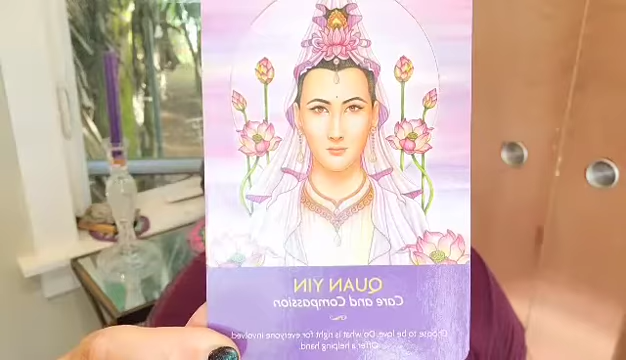 QUAN YIN
Care and Compassion
Choose to be love. Do what is right for everyone involved.
Offer a helping hand.